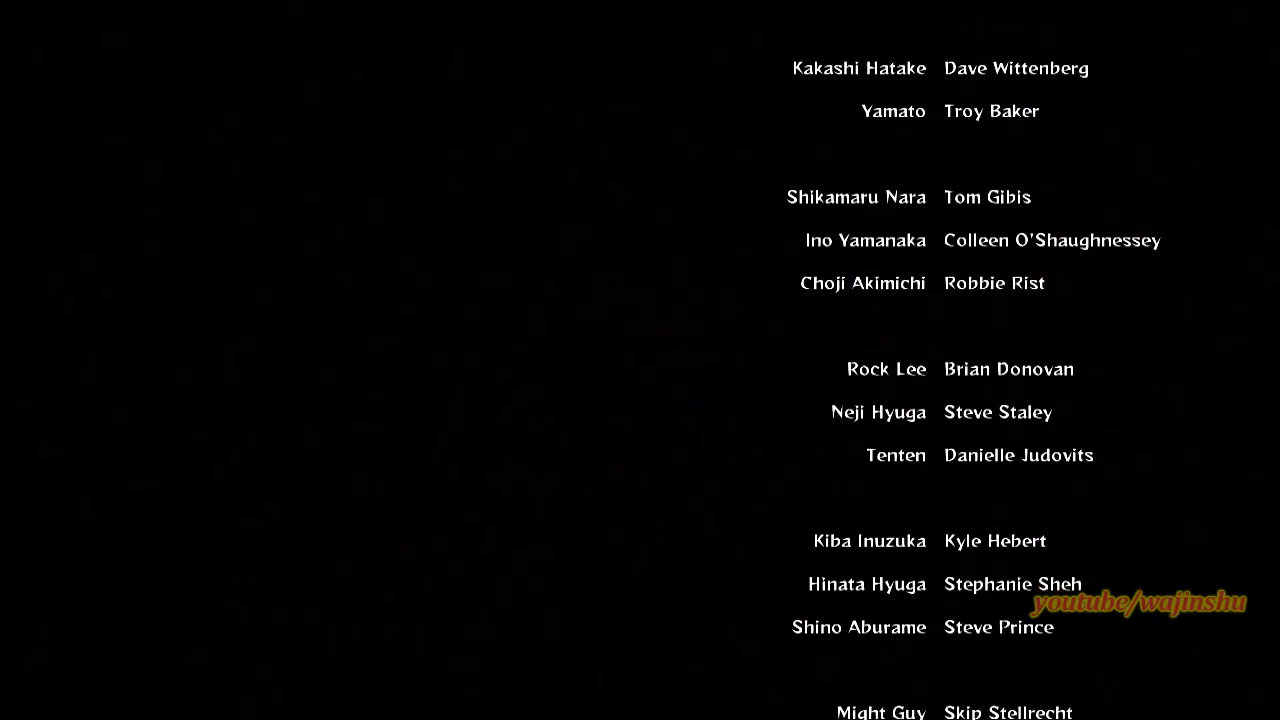 Kakashi Hatake Dave Wittenberg
Yamato Troy Baker
Shikamaru Nara Tom Gibis
Ino Yamanaka Colleen O'Shaughnessey
Choji Akimichi Robbie Rist
Rock Lee Brian Donovan
Neji Hyuga Steve Staley
Tenten Danielle Judovits
Kiba Inuzuka Kyle Hebert
Hinata Hyuga Stephanie Sheh
youtube/wajinshu
Shino Aburame Steve Prince
Might Guy Skip Stellrecht